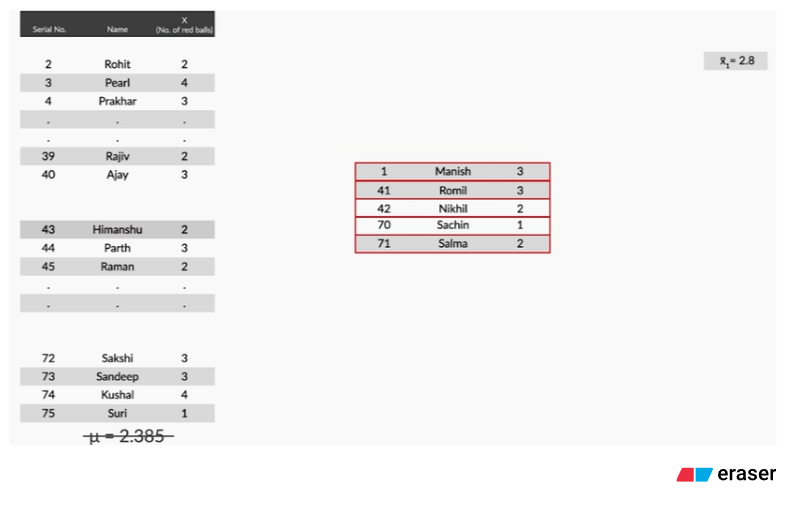 Serial No. Name X (No. of red balls)
2 Rohit 2
3 Pearl 4
4 Prakhar 3
. . .
. . .
39 Rajiv 2
40 Ajay 3
43 Himanshu 2
44 Parth 3
45 Raman 2
. . .
. . .
72 Sakshi 3
73 Sandeep 3
74 Kushal 4
75 Suri 1
μ = 2.385
1 Manish 3
41 Romil 3
42 Nikhil 2
70 Sachin 1
71 Salma 2
x̄₁= 2.8
eraser